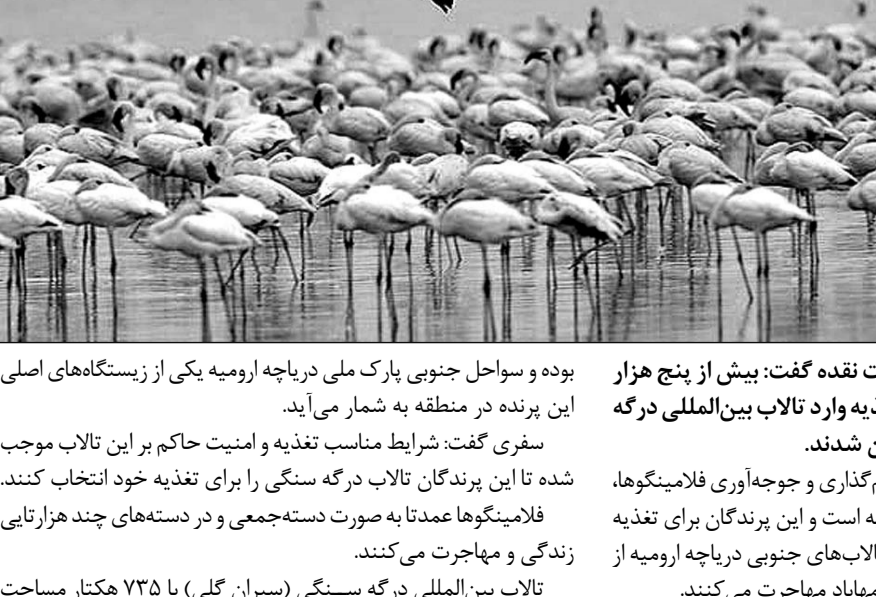 نقده گفت: بیش از پنج هزار
وارد تالاب بین‌المللی درگه
شدند.
و جوجه‌آوری فلامینگوها،
است و این پرندگان برای تغذیه
جنوبی دریاچه ارومیه از
مهاباد مهاجرت می‌کنند.
بوده و سواحل جنوبی پارک ملی دریاچه ارومیه یکی از زیستگاه‌های اصلی
این پرنده در منطقه به شمار می‌آید.
سفری گفت: شرایط مناسب تغذیه و امنیت حاکم بر این تالاب موجب
شده تا این پرندگان تالاب درگه سنگی را برای تغذیه خود انتخاب کنند.
فلامینگوها عمدتا به صورت دسته‌جمعی و در دسته‌های چند هزارتایی
زندگی و مهاجرت می‌کنند.
تالاب بین‌المللی درگه سنگی (سیران گلی) با ۷۳۵ هکتار مساحت